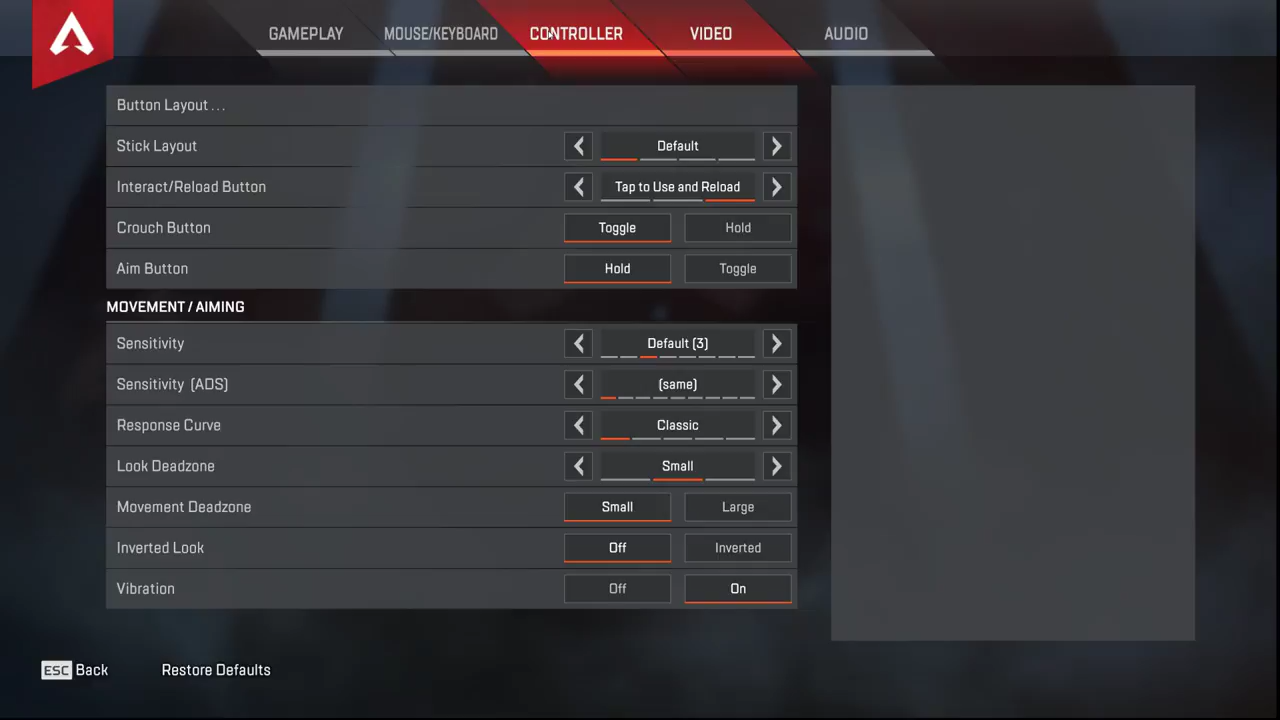 GAMEPLAY MOUSE/KEYBOARD CONTROLLER VIDEO AUDIO
Button Layout...
Stick Layout Default
Interact/Reload Button Tap to Use and Reload
Crouch Button Toggle Hold
Aim Button Hold Toggle
MOVEMENT / AIMING
Sensitivity Default (3)
Sensitivity (ADS) (same)
Response Curve Classic
Look Deadzone Small
Movement Deadzone Small Large
Inverted Look Off Inverted
Vibration Off On
ESC Back Restore Defaults